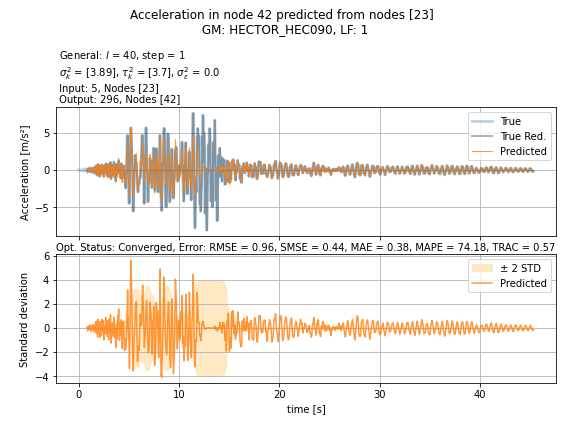 Acceleration in node 42 predicted from nodes [23]
GM: HECTOR_HEC090, LF: 1
General: l = 40, step = 1
σ²ₖ = [3.89], τ²ₖ = [3.7], σ²ε = 0.0
Input: 5, Nodes [23]
Output: 296, Nodes [42]
Acceleration [m/s²]
5
0
−5
True
True Red.
Predicted
Opt. Status: Converged, Error: RMSE = 0.96, SMSE = 0.44, MAE = 0.38, MAPE = 74.18, TRAC = 0.57
Standard deviation
6
4
2
0
−2
−4
± 2 STD
Predicted
0 10 20 30 40
time [s]